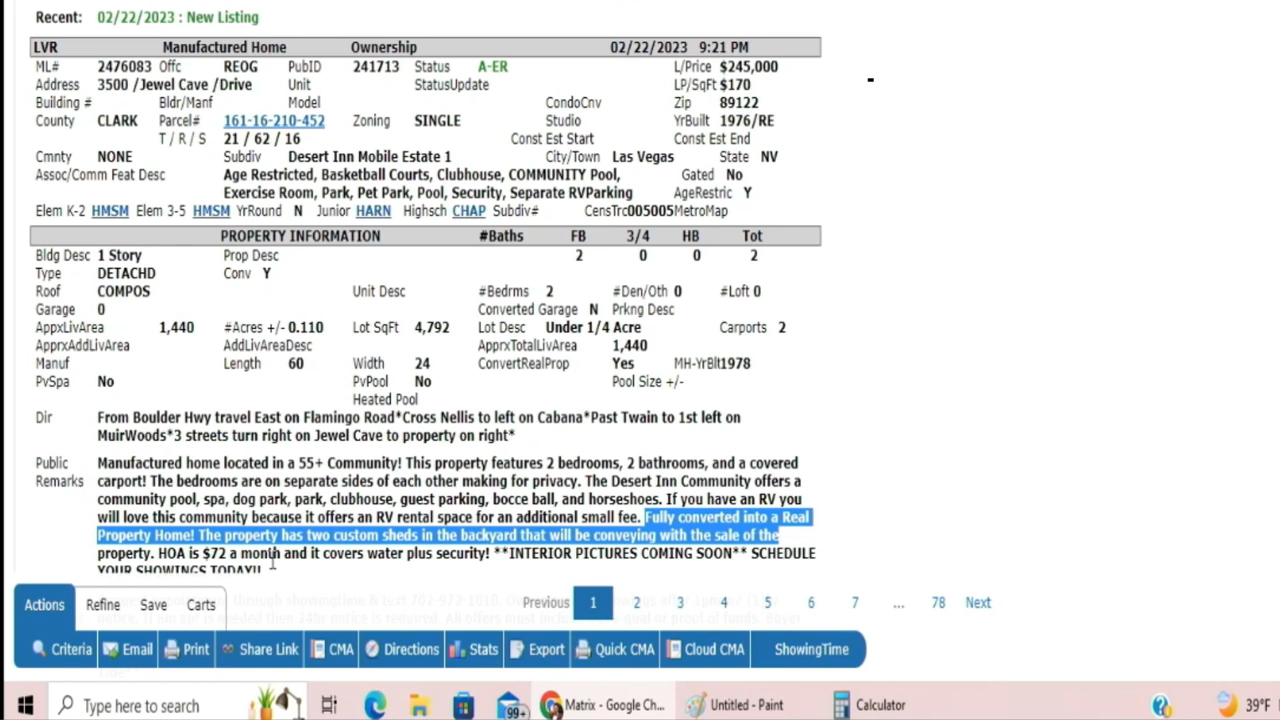 Recent: 02/22/2023 : New Listing
LVR Manufactured Home Ownership 02/22/2023 9:21 PM
ML# 2476083 Offc REOG PubID 241713 Status A-ER L/Price $245,000
Address 3500 /Jewel Cave /Drive Unit StatusUpdate LP/SqFt $170
Building # Bldr/Manf Model CondoCnv Zip 89122
County CLARK Parcel# 161-16-210-452 Zoning SINGLE Studio YrBuilt 1976/RE
T / R / S 21 / 62 / 16 Const Est Start Const Est End
Cmnty NONE Subdiv Desert Inn Mobile Estate 1 City/Town Las Vegas State NV
Assoc/Comm Feat Desc Age Restricted, Basketball Courts, Clubhouse, COMMUNITY Pool, Gated No
Exercise Room, Park, Pet Park, Pool, Security, Separate RVParking AgeRestric Y
Elem K-2 HMSM Elem 3-5 HMSM YrRound N Junior HARN Highsch CHAP Subdiv# CensTrc005005MetroMap
PROPERTY INFORMATION #Baths FB 3/4 HB Tot
Bldg Desc 1 Story Prop Desc 2 0 0 2
Type DETACHD Conv Y
Roof COMPOS Unit Desc #Bedrms 2 #Den/Oth 0 #Loft 0
Garage 0 Converted Garage N Prkng Desc
AppxLivArea 1,440 #Acres +/- 0.110 Lot SqFt 4,792 Lot Desc Under 1/4 Acre Carports 2
ApprxAddLivArea AddLivAreaDesc ApprxTotalLivArea 1,440
Manuf Length 60 Width 24 ConvertRealProp Yes MH-YrBlt1978
PvSpa No PvPool No Pool Size +/-
Heated Pool
Dir From Boulder Hwy travel East on Flamingo Road*Cross Nellis to left on Cabana*Past Twain to 1st left on
MuirWoods*3 streets turn right on Jewel Cave to property on right*
Public Manufactured home located in a 55+ Community! This property features 2 bedrooms, 2 bathrooms, and a covered
Remarks carport! The bedrooms are on separate sides of each other making for privacy. The Desert Inn Community offers a
community pool, spa, dog park, park, clubhouse, guest parking, bocce ball, and horseshoes. If you have an RV you
will love this community because it offers an RV rental space for an additional small fee. Fully converted into a Real
Property Home! The property has two custom sheds in the backyard that will be conveying with the sale of the
property. HOA is $72 a month and it covers water plus security! **INTERIOR PICTURES COMING SOON** SCHEDULE
YOUR SHOWINGS TODAY!!
Actions Refine Save Carts Previous 1 2 3 4 5 6 7 ... 78 Next
Criteria Email Print Share Link CMA Directions Stats Export Quick CMA Cloud CMA ShowingTime
Type here to search 99+ Matrix - Google Ch... Untitled - Paint Calculator 39°F